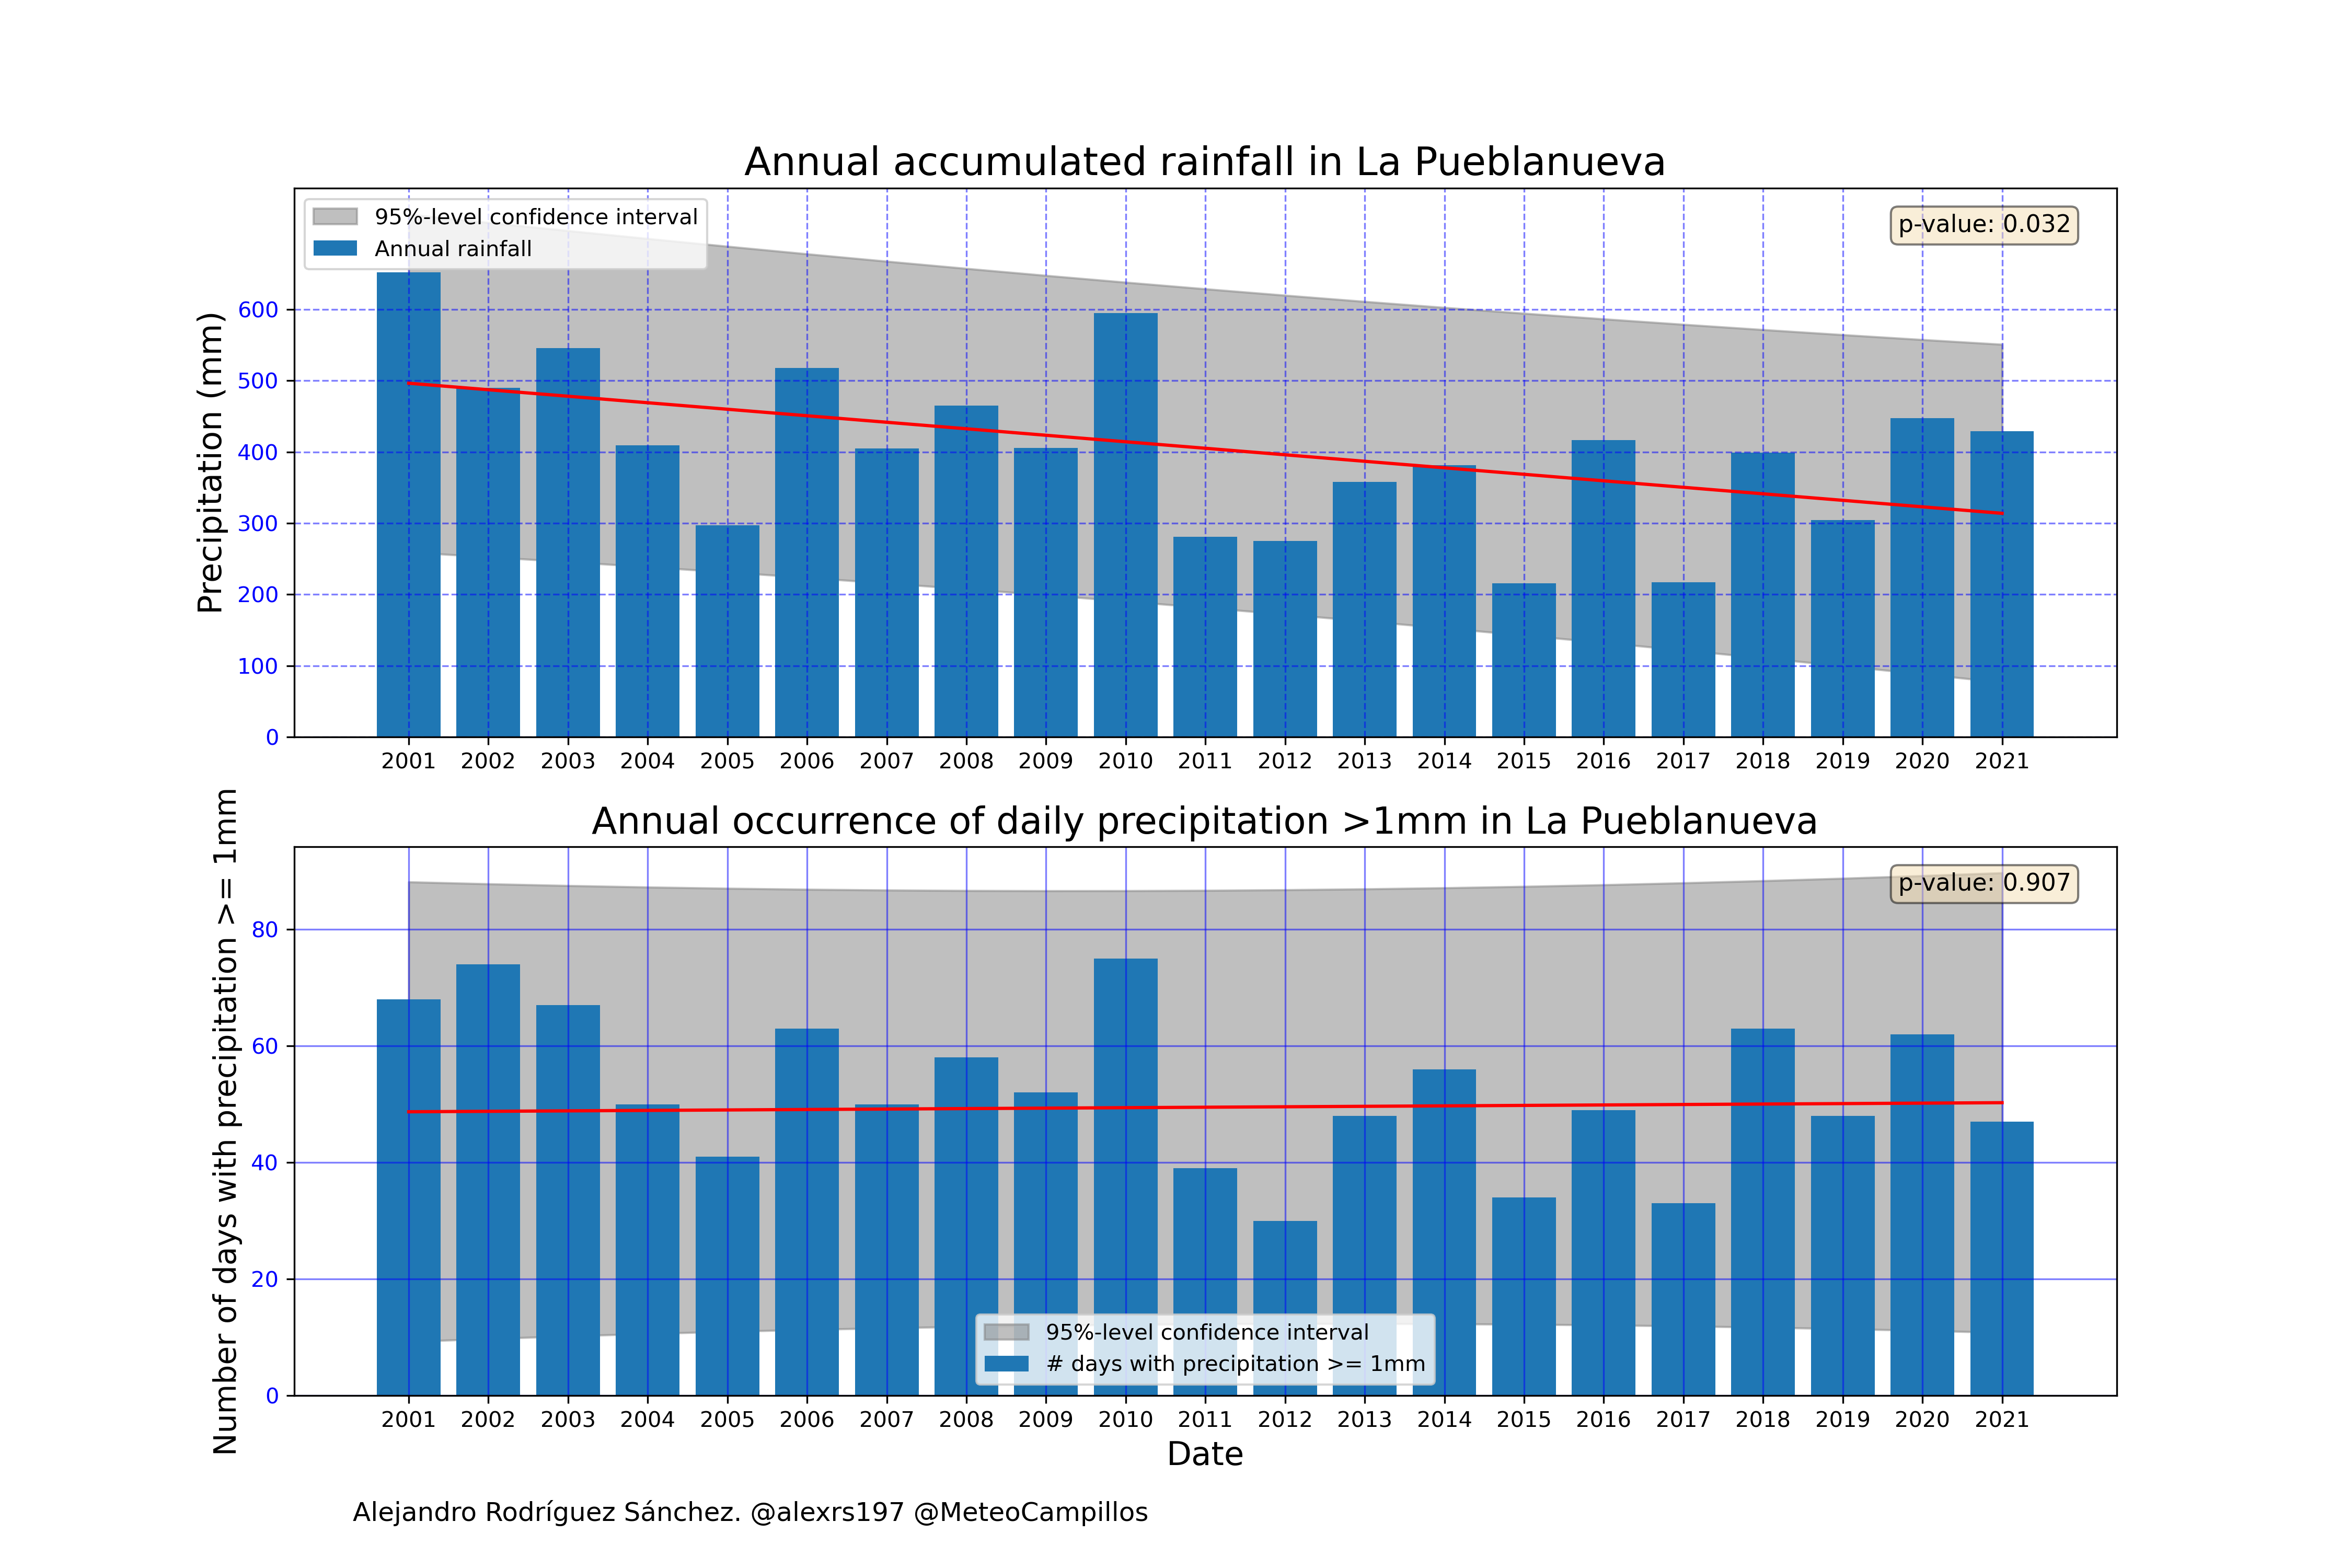 Annual accumulated rainfall in La Pueblanueva
95%-level confidence interval
Annual rainfall
p-value: 0.032
Precipitation (mm)
600
500
400
300
200
100
0
2001 2002 2003 2004 2005 2006 2007 2008 2009 2010 2011 2012 2013 2014 2015 2016 2017 2018 2019 2020 2021
Annual occurrence of daily precipitation >1mm in La Pueblanueva
p-value: 0.907
Number of days with precipitation >= 1mm
80
60
40
20
0
95%-level confidence interval
# days with precipitation >= 1mm
2001 2002 2003 2004 2005 2006 2007 2008 2009 2010 2011 2012 2013 2014 2015 2016 2017 2018 2019 2020 2021
Date
Alejandro Rodríguez Sánchez. @alexrs197 @MeteoCampillos